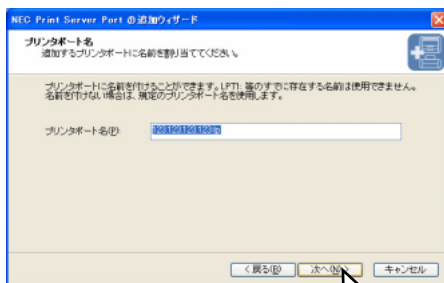 NEC Print Server Port の追加ウィザード
プリンタポート名
追加するプリンタポートに名前を割り当ててください。
プリンタポートに名前を付けることができます。LPT1: 等のすでに存在する名前は使用できません。
名前を付けない場合は、規定のプリンタポート名を使用します。
プリンタポート名(P):
< 戻る(B)
次へ(N) >
キャンセル